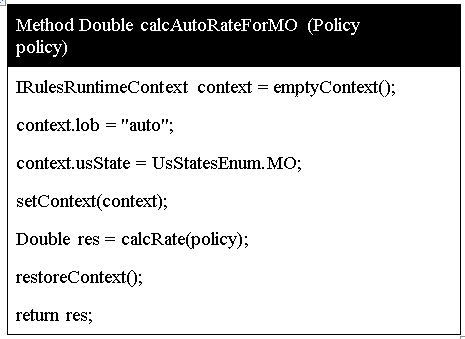 Method Double calcAutoRateForMO (Policy
policy)
IRulesRuntimeContext context = emptyContext();
context.lob = "auto";
context.usState = UsStatesEnum.MO;
setContext(context);
Double res = calcRate(policy);
restoreContext();
return res;